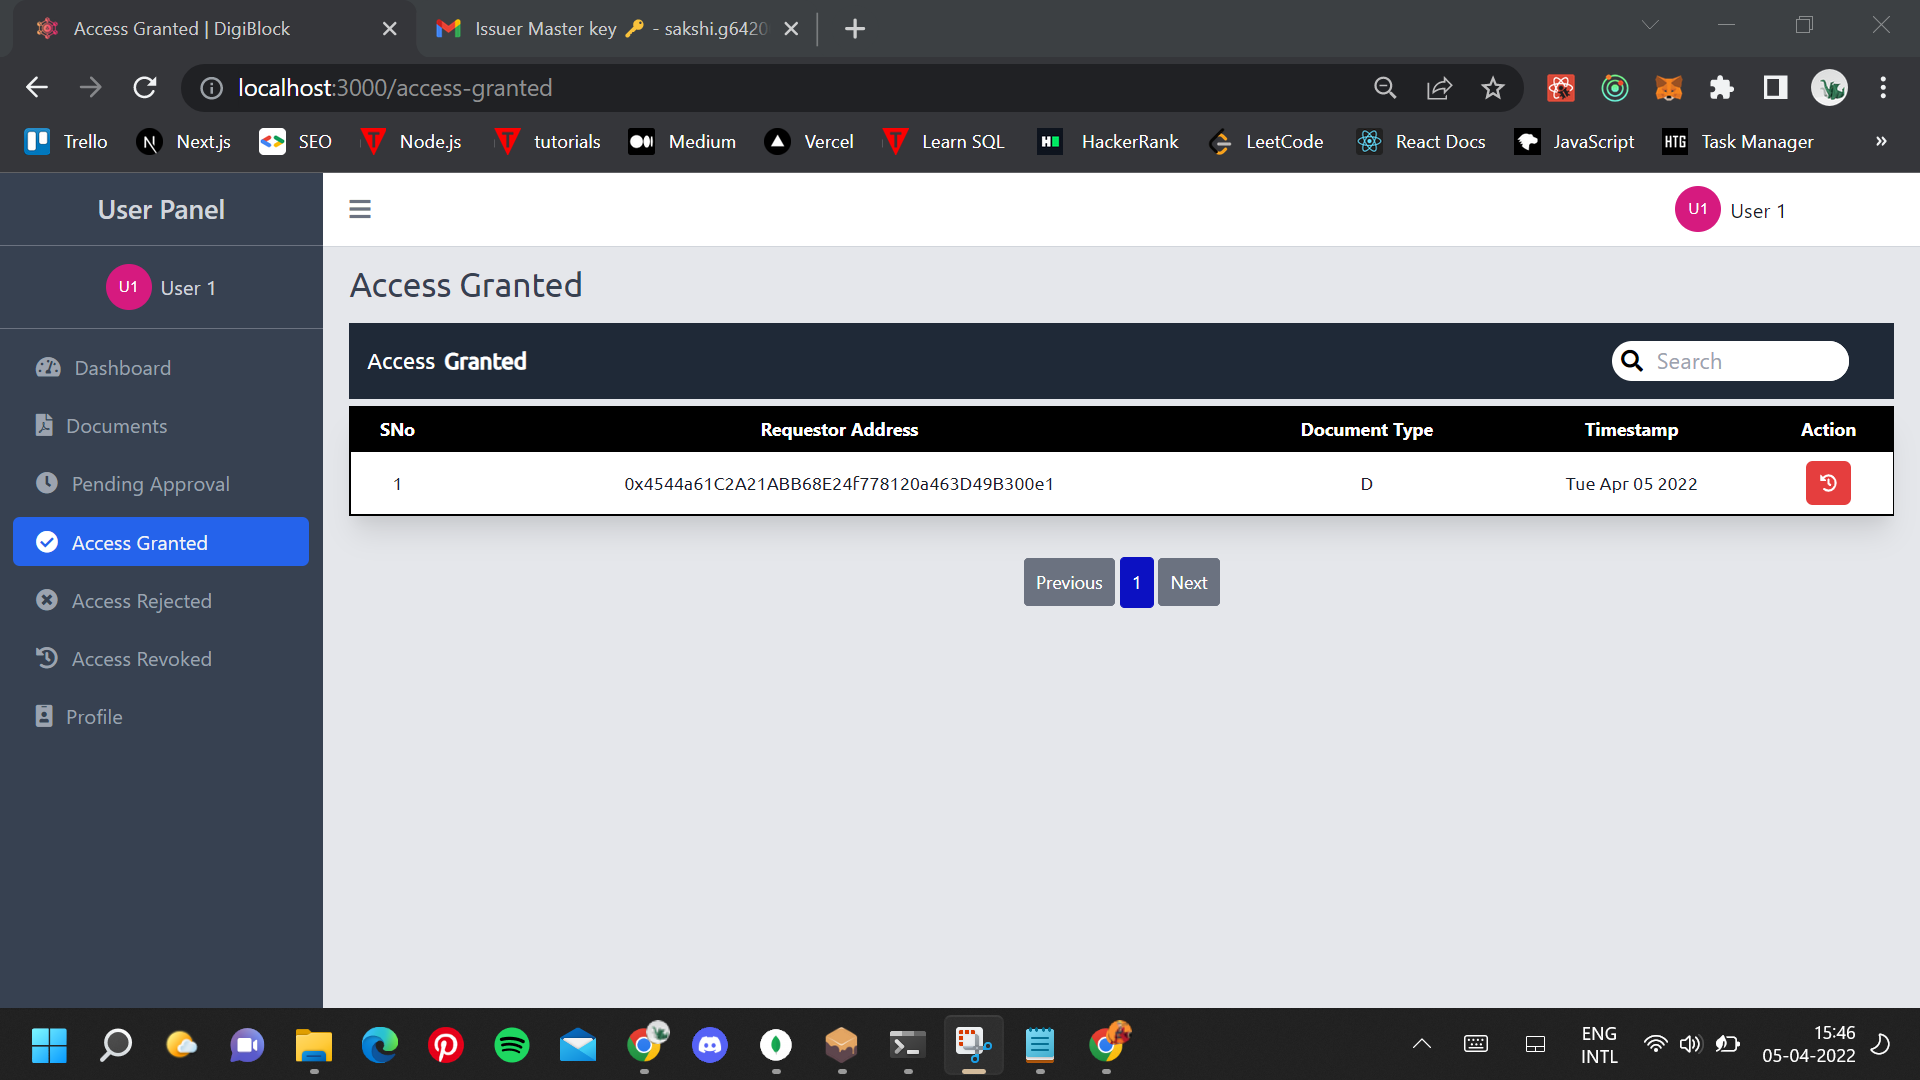 Access Granted | DigiBlock
Issuer Master key 🔑 - sakshi.g6420
localhost:3000/access-granted
Trello
Next.js
SEO
Node.js
tutorials
Medium
Vercel
Learn SQL
HackerRank
LeetCode
React Docs
JavaScript
HTG Task Manager
»
User Panel
U1 User 1
U1 User 1
Dashboard
Documents
Pending Approval
Access Granted
Access Rejected
Access Revoked
Profile
Access Granted
Access Granted
Search
SNo Requestor Address Document Type Timestamp Action
1 0x4544a61C2A21ABB68E24f778120a463D49B300e1 D Tue Apr 05 2022
Previous 1 Next
ENG
INTL
15:46
05-04-2022